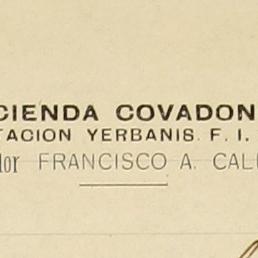 CIENDA COVADON
TACION YERBANIS. F. I.
dor FRANCISCO A. CAL